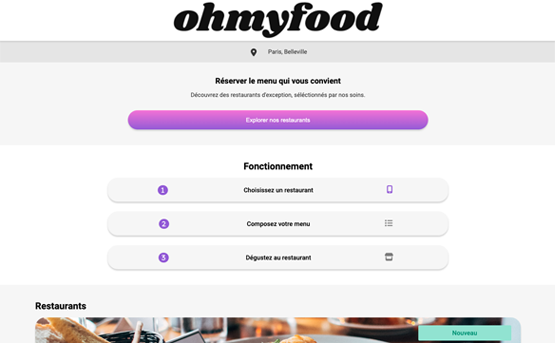 ohmyfood
Paris, Belleville
Réserver le menu qui vous convient
Découvrez des restaurants d'exception, séléctionnés par nos soins.
Explorer nos restaurants
Fonctionnement
1 Choisissez un restaurant
2 Composez votre menu
3 Dégustez au restaurant
Restaurants
Nouveau